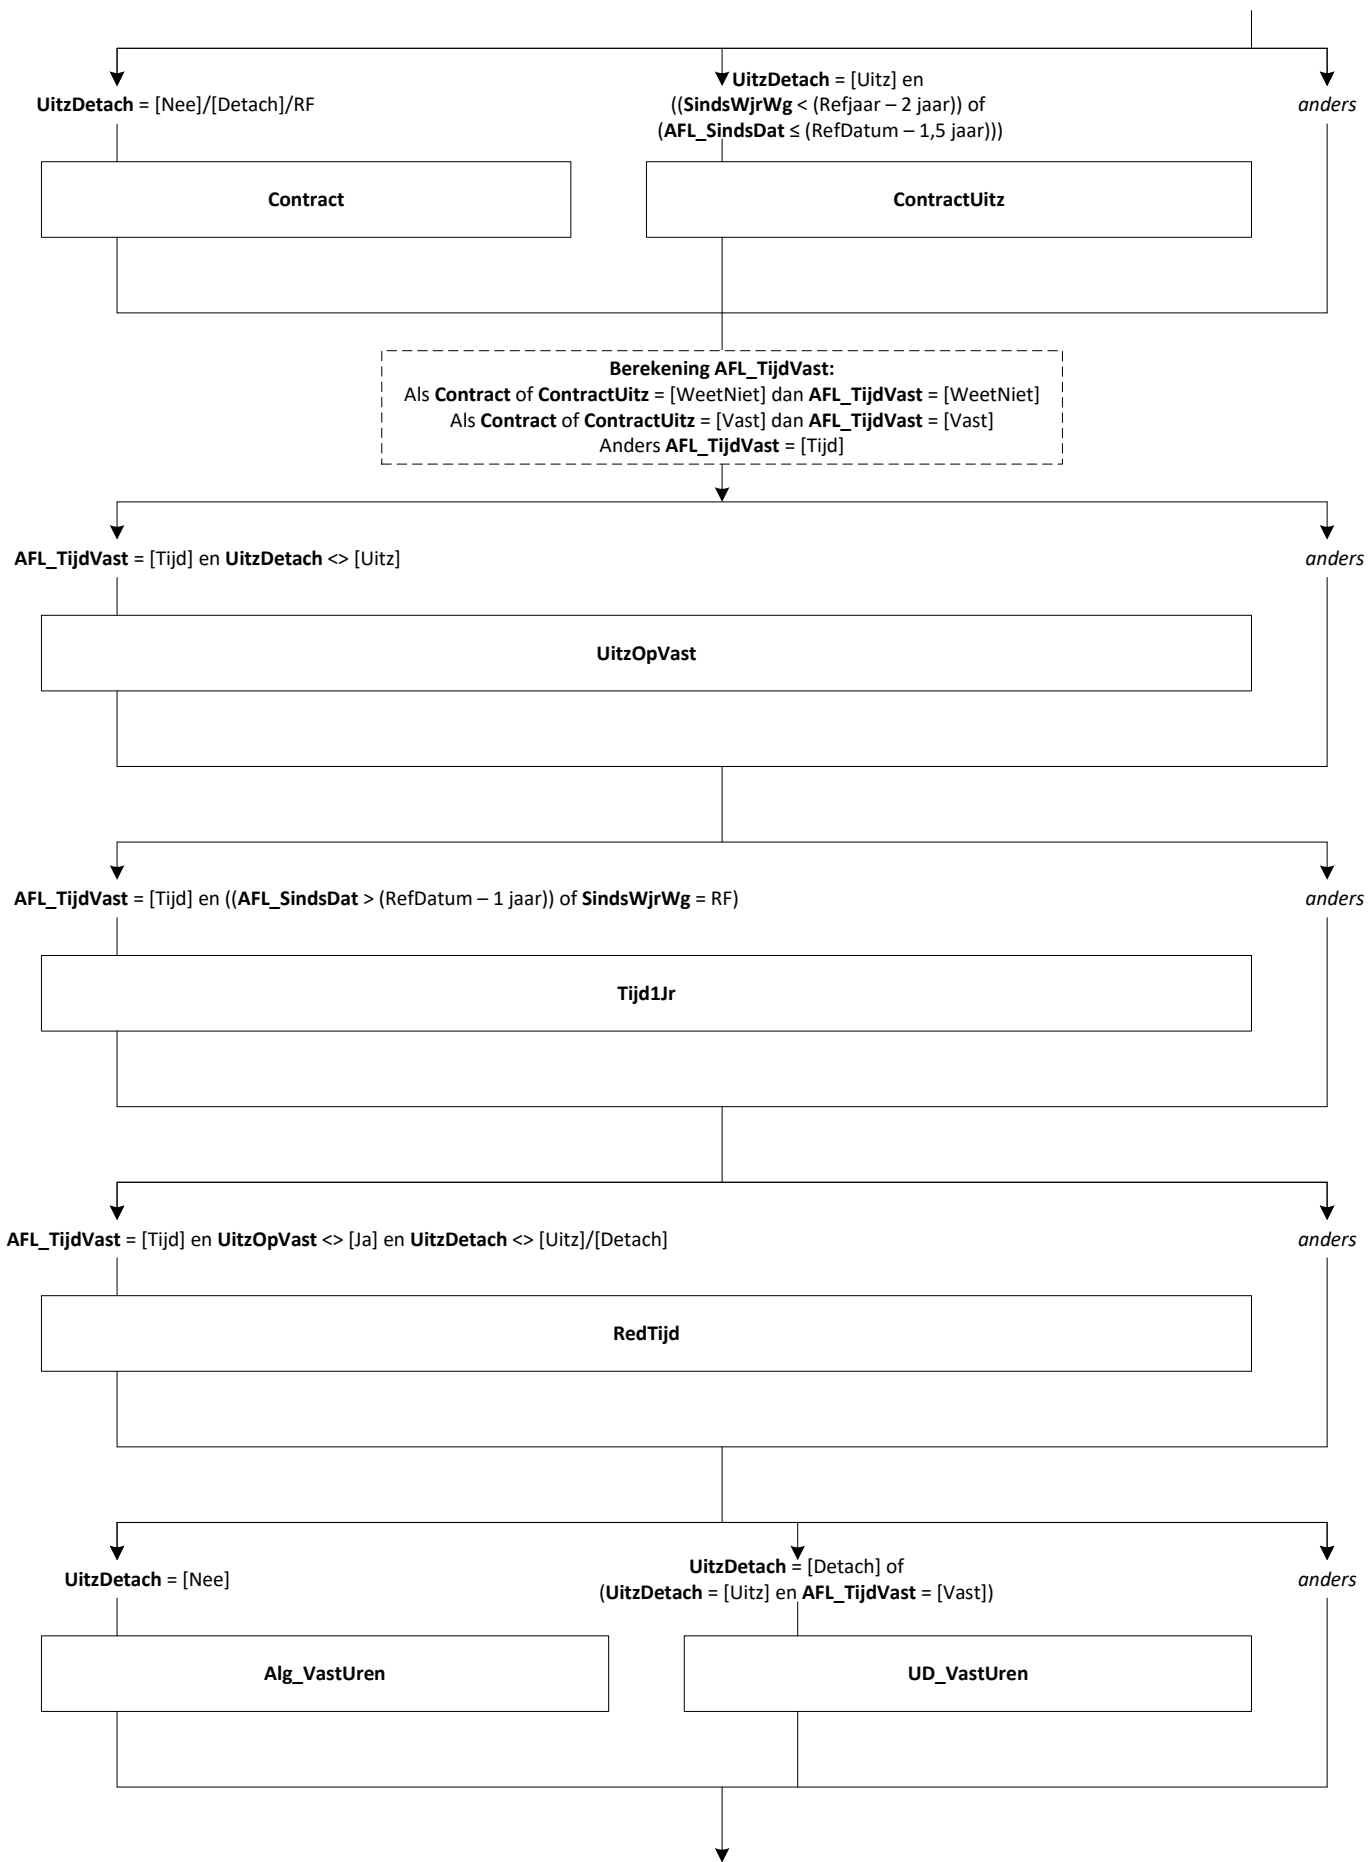 UitzDetach = [Nee]/[Detach]/RF
UitzDetach = [Uitz] en
((SindsWjrWg < (Refjaar – 2 jaar)) of
(AFL_SindsDat ≤ (RefDatum – 1,5 jaar)))
anders
Contract
ContractUitz
Berekening AFL_TijdVast:
Als Contract of ContractUitz = [WeetNiet] dan AFL_TijdVast = [WeetNiet]
Als Contract of ContractUitz = [Vast] dan AFL_TijdVast = [Vast]
Anders AFL_TijdVast = [Tijd]
AFL_TijdVast = [Tijd] en UitzDetach <> [Uitz]
anders
UitzOpVast
AFL_TijdVast = [Tijd] en ((AFL_SindsDat > (RefDatum – 1 jaar)) of SindsWjrWg = RF)
anders
Tijd1Jr
AFL_TijdVast = [Tijd] en UitzOpVast <> [Ja] en UitzDetach <> [Uitz]/[Detach]
anders
RedTijd
UitzDetach = [Nee]
UitzDetach = [Detach] of
(UitzDetach = [Uitz] en AFL_TijdVast = [Vast])
anders
Alg_VastUren
UD_VastUren